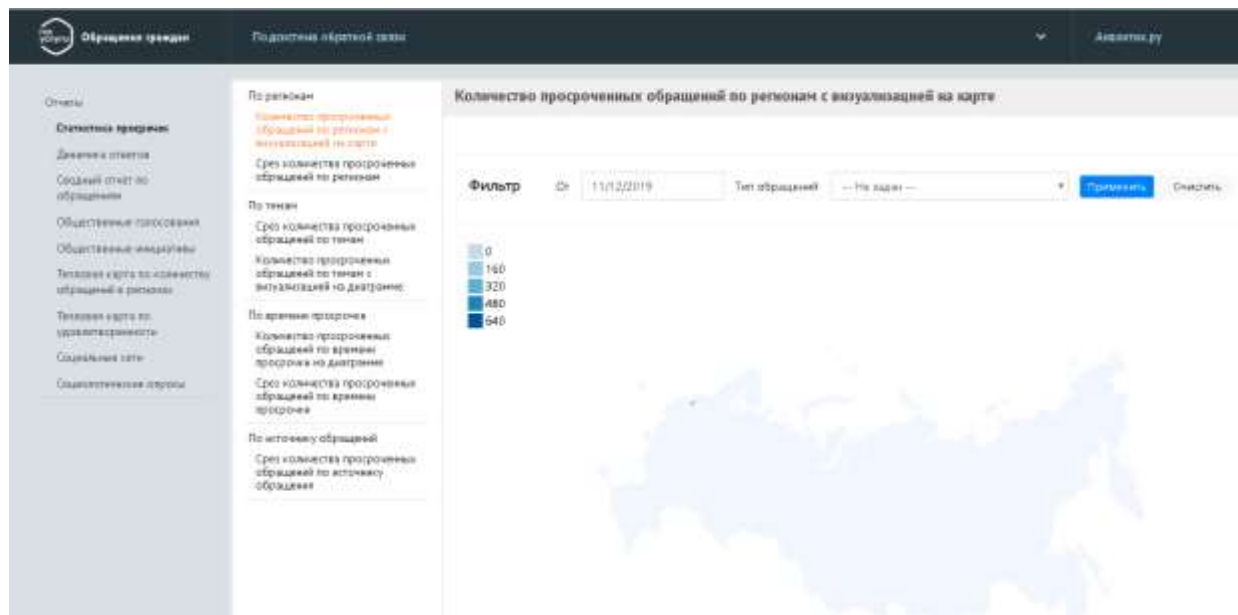 гос
услуги
Обращения граждан
Подсистема обратной связи
Аналитик.ру
Отчеты
Статистика просрочек
Динамика ответов
Сводный отчет по
обращениям
Общественные голосования
Общественные инициативы
Тепловая карта по количеству
обращений в регионах
Тепловая карта по
удовлетворенности
Социальные сети
Социологические опросы
По регионам
Количество просроченных
обращений по регионам с
визуализацией на карте
Срез количества просроченных
обращений по регионам
По темам
Срез количества просроченных
обращений по темам
Количество просроченных
обращений по темам с
визуализацией на диаграмме
По времени просрочки
Количество просроченных
обращений по времени
просрочки на диаграмме
Срез количества просроченных
обращений по времени
просрочки
По источнику обращений
Срез количества просроченных
обращений по источнику
обращения
Количество просроченных обращений по регионам с визуализацией на карте
Фильтр От 11/12/2019 Тип обращений -- Не задан -- Применить Очистить
0
160
320
480
640